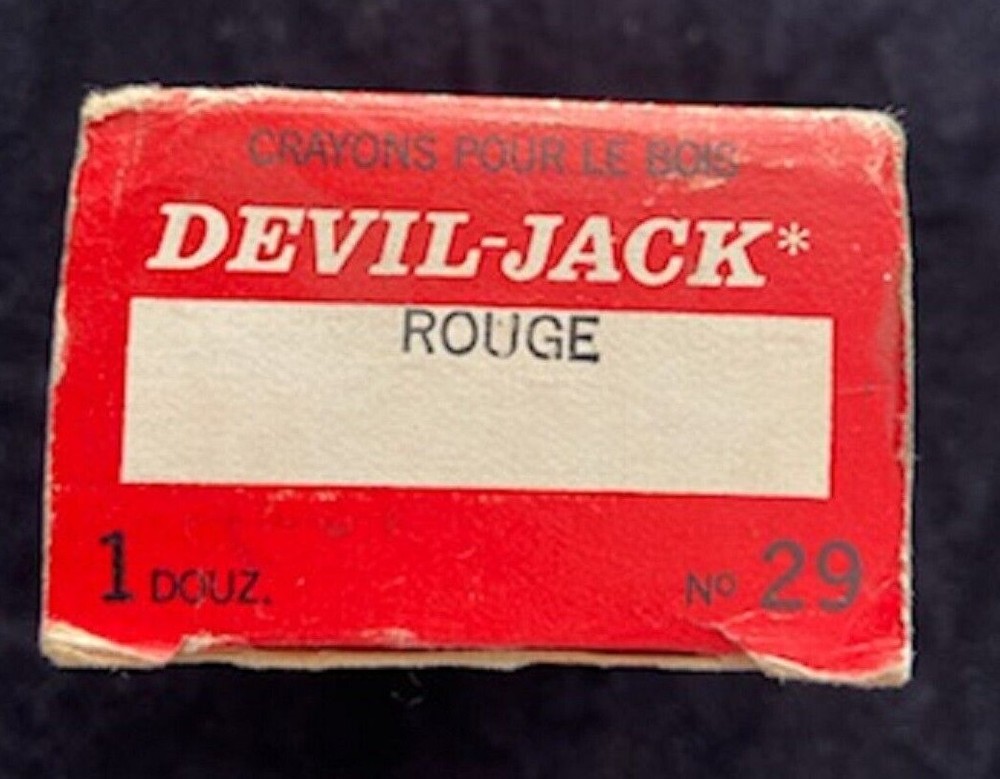 CRAYONS POUR LE BOIS
DEVIL-JACK*
ROUGE
1 DOUZ. Nº 29